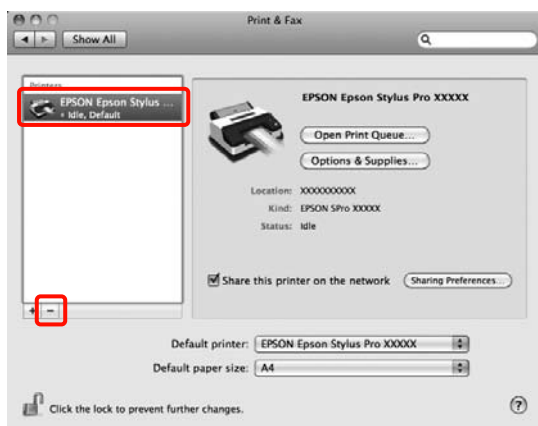 Print & Fax
Show All
Printers
EPSON Epson Stylus ...
• Idle, Default
EPSON Epson Stylus Pro XXXXX
Open Print Queue...
Options & Supplies...
Location: XXXXXXXXXX
Kind: EPSON SPro XXXXX
Status: Idle
Share this printer on the network Sharing Preferences...
+ −
Default printer: EPSON Epson Stylus Pro XXXXX
Default paper size: A4
Click the lock to prevent further changes. ?